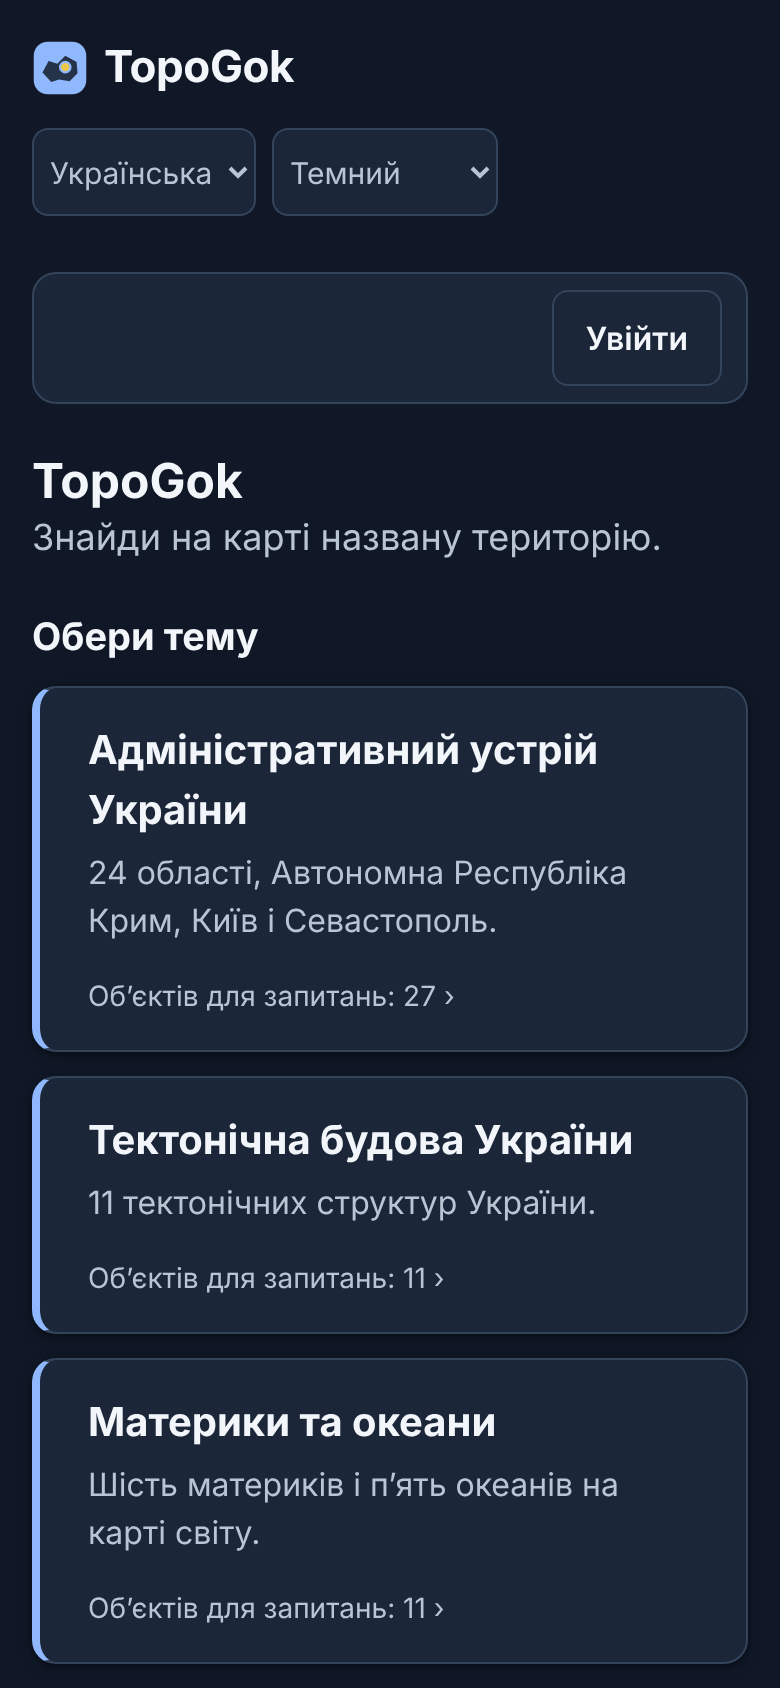 TopoGok
Українська
Темний
Увійти
TopoGok
Знайди на карті названу територію.
Обери тему
Адміністративний устрій
України
24 області, Автономна Республіка
Крим, Київ і Севастополь.
Об’єктів для запитань: 27 ›
Тектонічна будова України
11 тектонічних структур України.
Об’єктів для запитань: 11 ›
Материки та океани
Шість материків і п’ять океанів на
карті світу.
Об’єктів для запитань: 11 ›